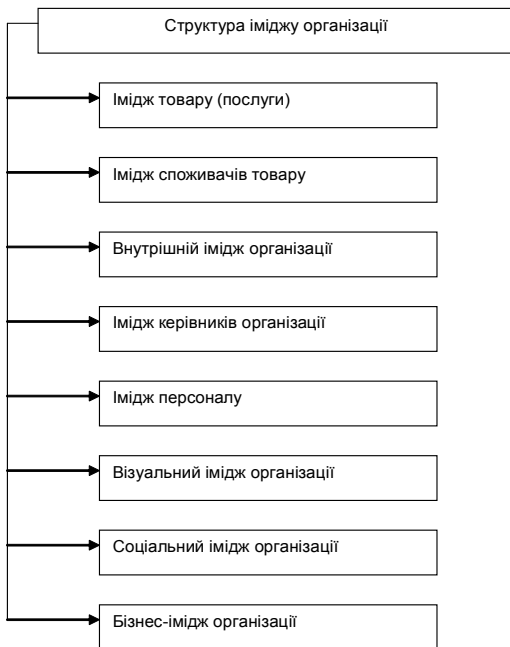 Структура іміджу організації
Імідж товару (послуги)
Імідж споживачів товару
Внутрішній імідж організації
Імідж керівників організації
Імідж персоналу
Візуальний імідж організації
Соціальний імідж організації
Бізнес-імідж організації